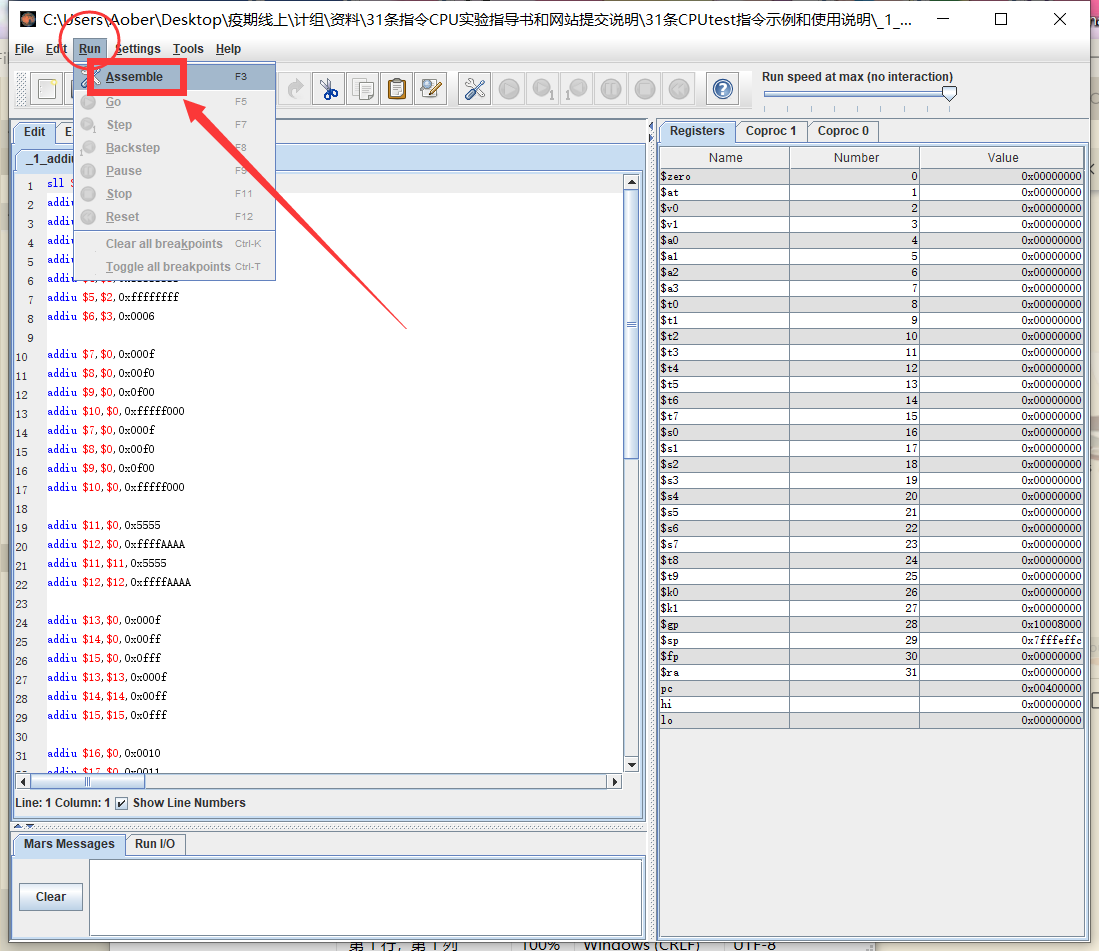 C:\Users\Aober\Desktop\疫期线上\计组\资料\31条指令CPU实验指导书和网站提交说明\31条CPUtest指令示例和使用说明\_1_...
File Edit Run Settings Tools Help
Assemble F3
Go F5
Step F7
Backstep F8
Pause F9
Stop F11
Reset F12
Clear all breakpoints Ctrl-K
Toggle all breakpoints Ctrl-T
Run speed at max (no interaction)
Edit E
_1_addiu
1 sll $
2 addiu
3 addiu
4 addiu
5 addiu
6 addiu
7 addiu $5,$2,0xffffffff
8 addiu $6,$3,0x0006
9
10 addiu $7,$0,0x000f
11 addiu $8,$0,0x00f0
12 addiu $9,$0,0x0f00
13 addiu $10,$0,0xfffff000
14 addiu $7,$0,0x000f
15 addiu $8,$0,0x00f0
16 addiu $9,$0,0x0f00
17 addiu $10,$0,0xfffff000
18
19 addiu $11,$0,0x5555
20 addiu $12,$0,0xffffAAAA
21 addiu $11,$11,0x5555
22 addiu $12,$12,0xffffAAAA
23
24 addiu $13,$0,0x000f
25 addiu $14,$0,0x00ff
26 addiu $15,$0,0x0fff
27 addiu $13,$13,0x000f
28 addiu $14,$14,0x00ff
29 addiu $15,$15,0x0fff
30
31 addiu $16,$0,0x0010
addiu $17,$0,0x0011
Line: 1 Column: 1 Show Line Numbers
Mars Messages Run I/O
Clear
Registers Coproc 1 Coproc 0
Name Number Value
$zero 0 0x00000000
$at 1 0x00000000
$v0 2 0x00000000
$v1 3 0x00000000
$a0 4 0x00000000
$a1 5 0x00000000
$a2 6 0x00000000
$a3 7 0x00000000
$t0 8 0x00000000
$t1 9 0x00000000
$t2 10 0x00000000
$t3 11 0x00000000
$t4 12 0x00000000
$t5 13 0x00000000
$t6 14 0x00000000
$t7 15 0x00000000
$s0 16 0x00000000
$s1 17 0x00000000
$s2 18 0x00000000
$s3 19 0x00000000
$s4 20 0x00000000
$s5 21 0x00000000
$s6 22 0x00000000
$s7 23 0x00000000
$t8 24 0x00000000
$t9 25 0x00000000
$k0 26 0x00000000
$k1 27 0x00000000
$gp 28 0x10008000
$sp 29 0x7fffeffc
$fp 30 0x00000000
$ra 31 0x00000000
pc 0x00400000
hi 0x00000000
lo 0x00000000
第 1 行，第 1 列 100% Windows (CRLF) UTF-8